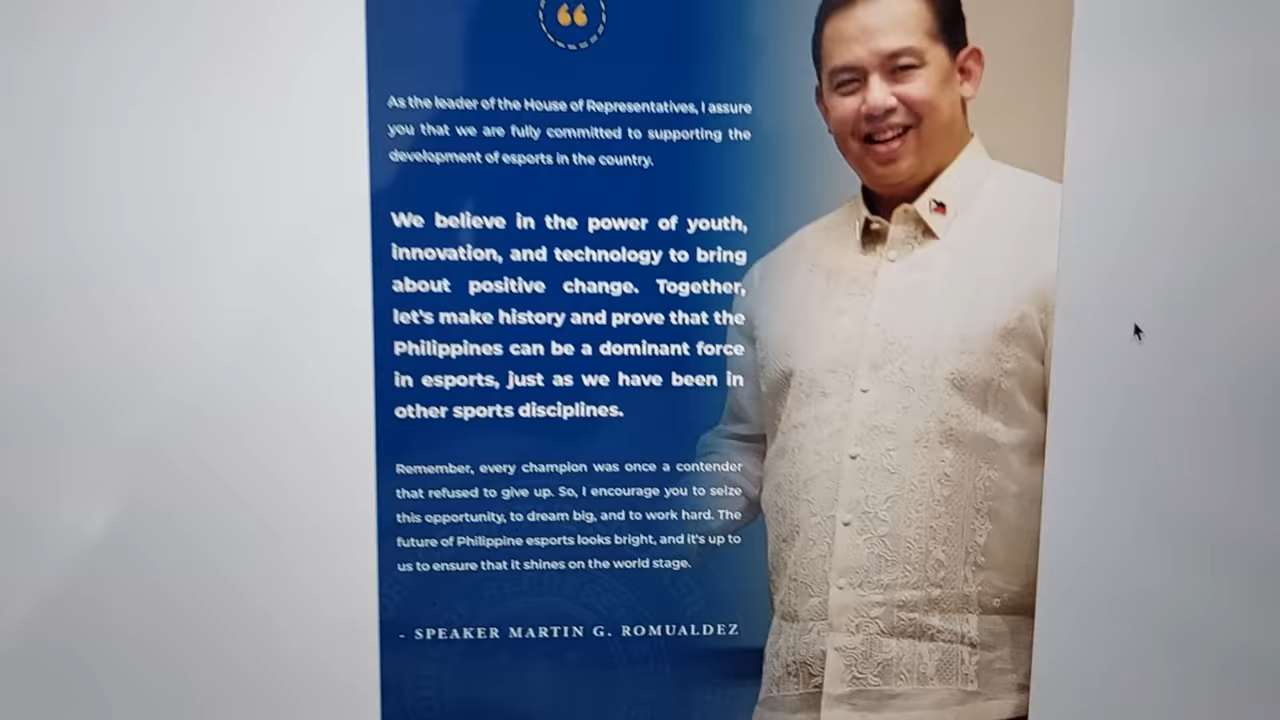 As the leader of the House of Representatives, I assure
you that we are fully committed to supporting the
development of esports in the country.
We believe in the power of youth,
innovation, and technology to bring
about positive change. Together,
let's make history and prove that the
Philippines can be a dominant force
in esports, just as we have been in
other sports disciplines.
Remember, every champion was once a contender
that refused to give up. So, I encourage you to seize
this opportunity, to dream big, and to work hard. The
future of Philippine esports looks bright, and it's up to
us to ensure that it shines on the world stage.
- SPEAKER MARTIN G. ROMUALDEZ